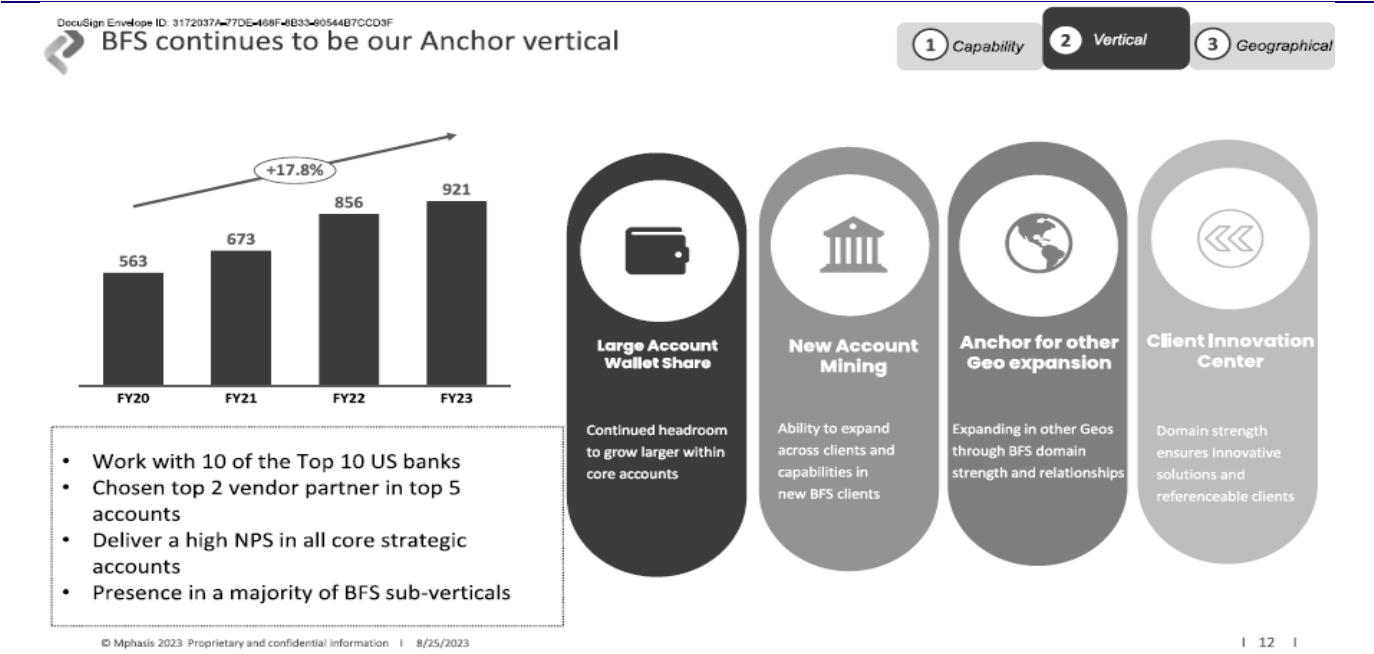 DocuSign Envelope ID: 3172037A-77DE-468F-8B33-90544B7CCD3F
BFS continues to be our Anchor vertical
1 Capability
2 Vertical
3 Geographical
+17.8%
563
673
856
921
FY20
FY21
FY22
FY23
• Work with 10 of the Top 10 US banks
• Chosen top 2 vendor partner in top 5
accounts
• Deliver a high NPS in all core strategic
accounts
• Presence in a majority of BFS sub-verticals
Large Account
Wallet Share
Continued headroom
to grow larger within
core accounts
New Account
Mining
Ability to expand
across clients and
capabilities in
new BFS clients
Anchor for other
Geo expansion
Expanding in other Geos
through BFS domain
strength and relationships
Client Innovation
Center
Domain strength
ensures Innovative
solutions and
referenceable clients
© Mphasis 2023 Proprietary and confidential information I 8/25/2023
I 12 I